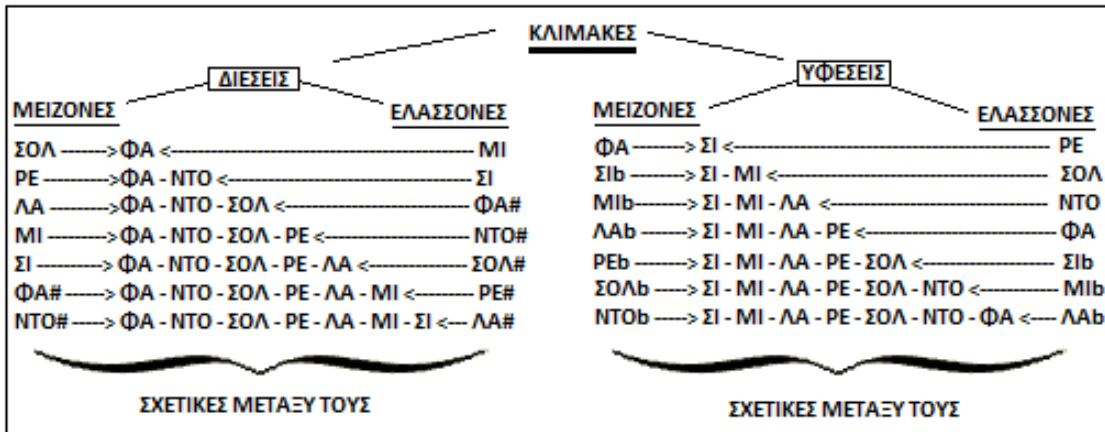 ΚΛΙΜΑΚΕΣ
ΔΙΕΣΕΙΣ
ΜΕΙΖΟΝΕΣ ΕΛΑΣΣΟΝΕΣ
ΣΟΛ ------->ΦΑ <------------------------------------------- ΜΙ
ΡΕ --------->ΦΑ - ΝΤΟ <------------------------------------ ΣΙ
ΛΑ --------->ΦΑ - ΝΤΟ - ΣΟΛ <-------------------------- ΦΑ#
ΜΙ --------->ΦΑ - ΝΤΟ - ΣΟΛ - ΡΕ <-------------------- ΝΤΟ#
ΣΙ ---------> ΦΑ - ΝΤΟ - ΣΟΛ - ΡΕ - ΛΑ <-------------- ΣΟΛ#
ΦΑ# ------> ΦΑ - ΝΤΟ - ΣΟΛ - ΡΕ - ΛΑ - ΜΙ <--------- ΡΕ#
ΝΤΟ# -----> ΦΑ - ΝΤΟ - ΣΟΛ - ΡΕ - ΛΑ - ΜΙ - ΣΙ <--- ΛΑ#
ΣΧΕΤΙΚΕΣ ΜΕΤΑΞΥ ΤΟΥΣ
ΥΦΕΣΕΙΣ
ΜΕΙΖΟΝΕΣ ΕΛΑΣΣΟΝΕΣ
ΦΑ --------> ΣΙ <------------------------------------------- ΡΕ
ΣΙb --------> ΣΙ - ΜΙ <------------------------------------- ΣΟΛ
ΜΙb-------> ΣΙ - ΜΙ - ΛΑ <------------------------------ ΝΤΟ
ΛΑb ------> ΣΙ - ΜΙ - ΛΑ - ΡΕ <-------------------------- ΦΑ
ΡΕb -------> ΣΙ - ΜΙ - ΛΑ - ΡΕ - ΣΟΛ <----------------- ΣΙb
ΣΟΛb -----> ΣΙ - ΜΙ - ΛΑ - ΡΕ - ΣΟΛ - ΝΤΟ <--------- ΜΙb
ΝΤΟb -----> ΣΙ - ΜΙ - ΛΑ - ΡΕ - ΣΟΛ - ΝΤΟ - ΦΑ <---- ΛΑb
ΣΧΕΤΙΚΕΣ ΜΕΤΑΞΥ ΤΟΥΣ